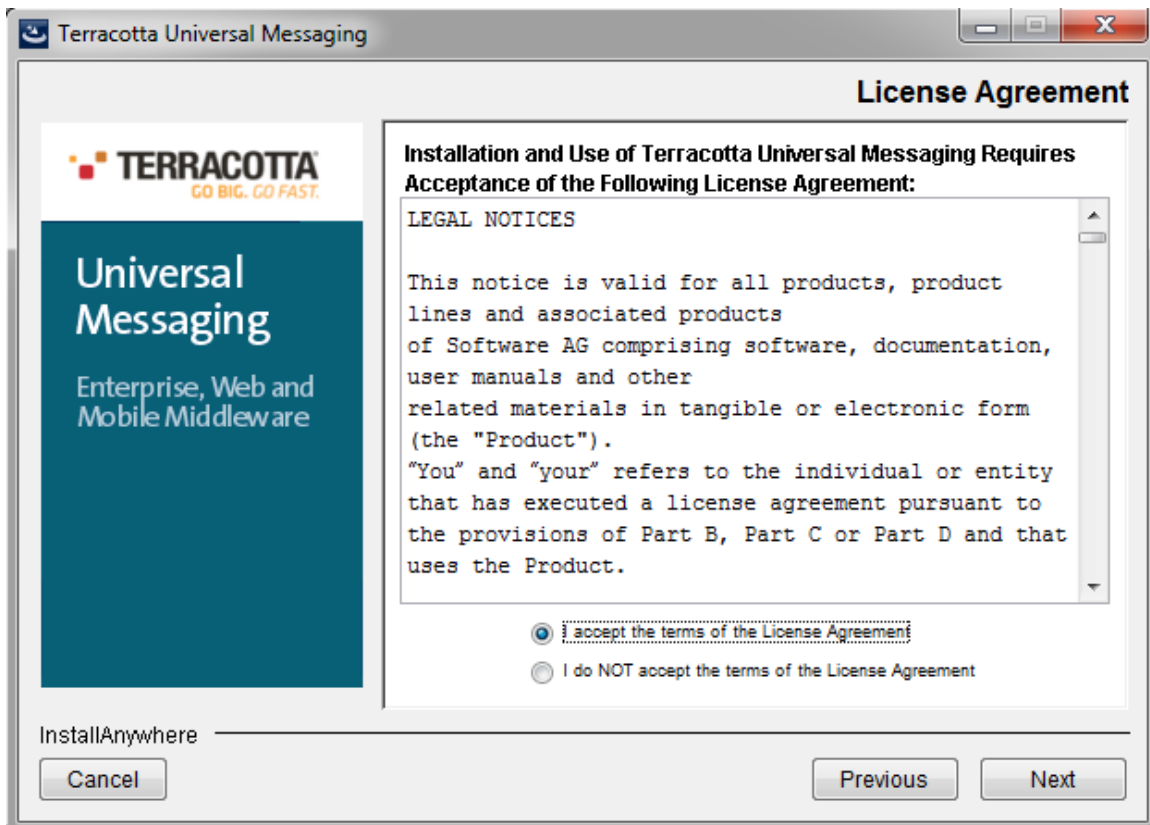 Terracotta Universal Messaging
License Agreement
TERRACOTTA
GO BIG. GO FAST.
Universal
Messaging
Enterprise, Web and
Mobile Middleware
Installation and Use of Terracotta Universal Messaging Requires
Acceptance of the Following License Agreement:
LEGAL NOTICES
This notice is valid for all products, product
lines and associated products
of Software AG comprising software, documentation,
user manuals and other
related materials in tangible or electronic form
(the "Product").
"You" and "your" refers to the individual or entity
that has executed a license agreement pursuant to
the provisions of Part B, Part C or Part D and that
uses the Product.
I accept the terms of the License Agreement
I do NOT accept the terms of the License Agreement
InstallAnywhere
Cancel
Previous
Next